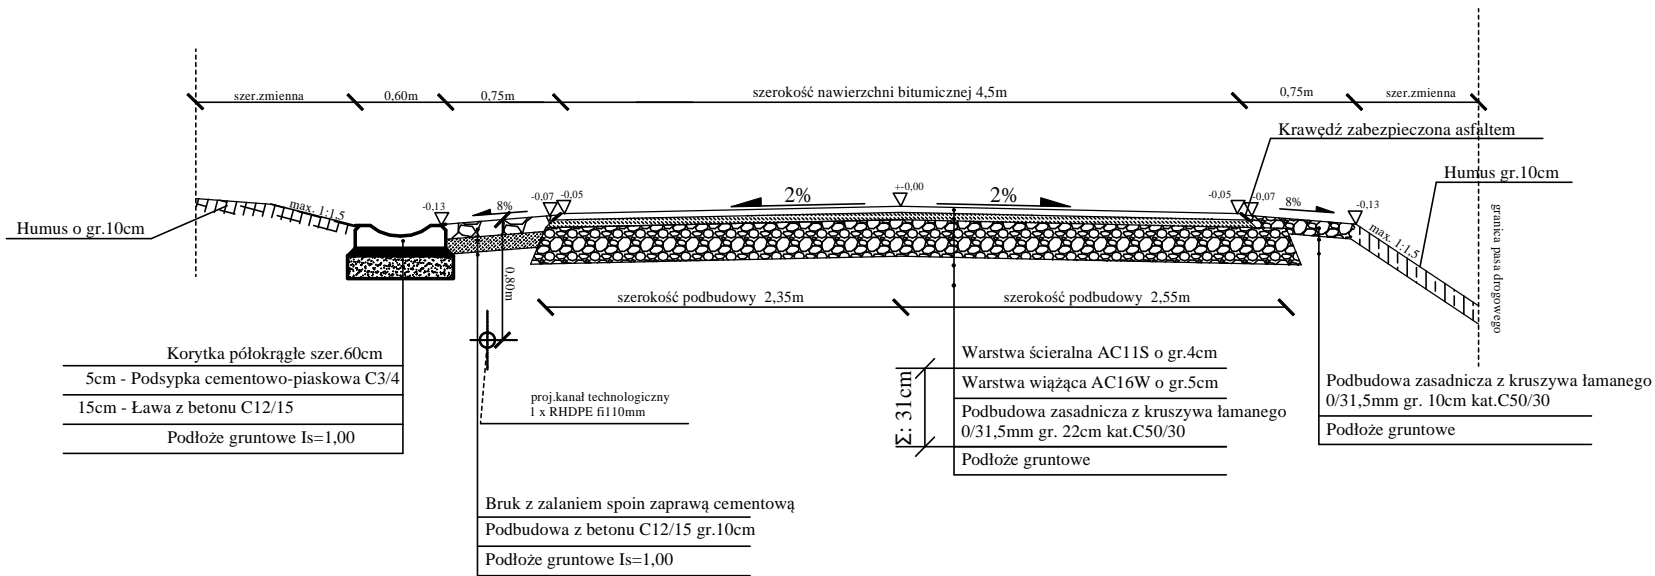 szer.zmienna
0,60m
0,75m
szerokość nawierzchni bitumicznej 4,5m
0,75m
szer.zmienna
Krawędź zabezpieczona asfaltem
Humus gr.10cm
Humus o gr.10cm
max. 1:1,5
-0,13
8%
-0,07
-0,05
2%
+-0,00
2%
-0,05
-0,07
8%
-0,13
max. 1:1,5
granica pasa drogowego
0,80m
szerokość podbudowy 2,35m
szerokość podbudowy 2,55m
Korytka półokrągłe szer.60cm
5cm - Podsypka cementowo-piaskowa C3/4
15cm - Ława z betonu C12/15
Podłoże gruntowe Is=1,00
proj.kanał technologiczny
1 x RHDPE fi110mm
Bruk z zalaniem spoin zaprawą cementową
Podbudowa z betonu C12/15 gr.10cm
Podłoże gruntowe Is=1,00
Σ: 31cm
Warstwa ścieralna AC11S o gr.4cm
Warstwa wiążąca AC16W o gr.5cm
Podbudowa zasadnicza z kruszywa łamanego
0/31,5mm gr. 22cm kat.C50/30
Podłoże gruntowe
Podbudowa zasadnicza z kruszywa łamanego
0/31,5mm gr. 10cm kat.C50/30
Podłoże gruntowe